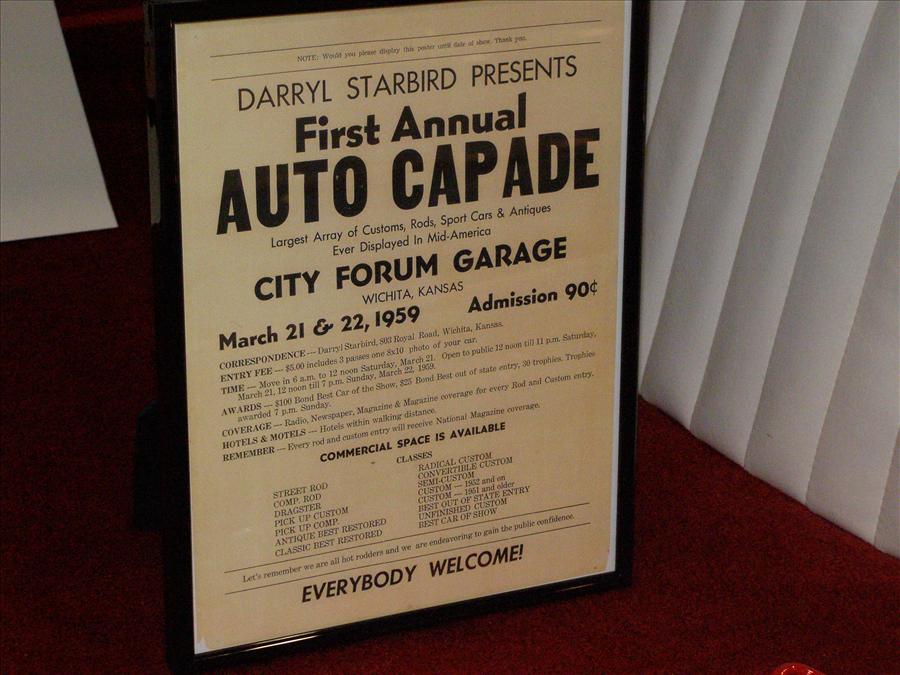 NOTE: Would you please display this poster until date of show. Thank you.
DARRYL STARBIRD PRESENTS
First Annual
AUTO CAPADE
Largest Array of Customs, Rods, Sport Cars & Antiques
Ever Displayed In Mid-America
CITY FORUM GARAGE
WICHITA, KANSAS
March 21 & 22, 1959
Admission 90¢
CORRESPONDENCE — Darryl Starbird, 803 Royal Road, Wichita, Kansas.
ENTRY FEE — $5.00 includes 3 passes one 8x10 photo of your car.
TIME — Move in 6 a.m. to 12 noon Saturday, March 21. Open to public 12 noon till 11 p.m. Saturday,
March 21, 12 noon till 7 p.m. Sunday, March 22, 1959.
AWARDS — $100 Bond Best Car of the Show, $25 Bond Best out of state entry, 30 trophies. Trophies
awarded 7 p.m. Sunday.
COVERAGE — Radio, Newspaper, Magazine & Magazine coverage for every Rod and Custom entry.
HOTELS & MOTELS — Hotels within walking distance.
REMEMBER — Every rod and custom entry will receive National Magazine coverage.
COMMERCIAL SPACE IS AVAILABLE
CLASSES
STREET ROD
COMP. ROD
DRAGSTER
PICK UP CUSTOM
PICK UP COMP.
ANTIQUE BEST RESTORED
CLASSIC BEST RESTORED
RADICAL CUSTOM
CONVERTIBLE CUSTOM
SEMI-CUSTOM
CUSTOM — 1952 and on
CUSTOM — 1951 and older
BEST OUT OF STATE ENTRY
UNFINISHED CUSTOM
BEST CAR OF SHOW
Let's remember we are all hot rodders and we are endeavoring to gain the public confidence.
EVERYBODY WELCOME!